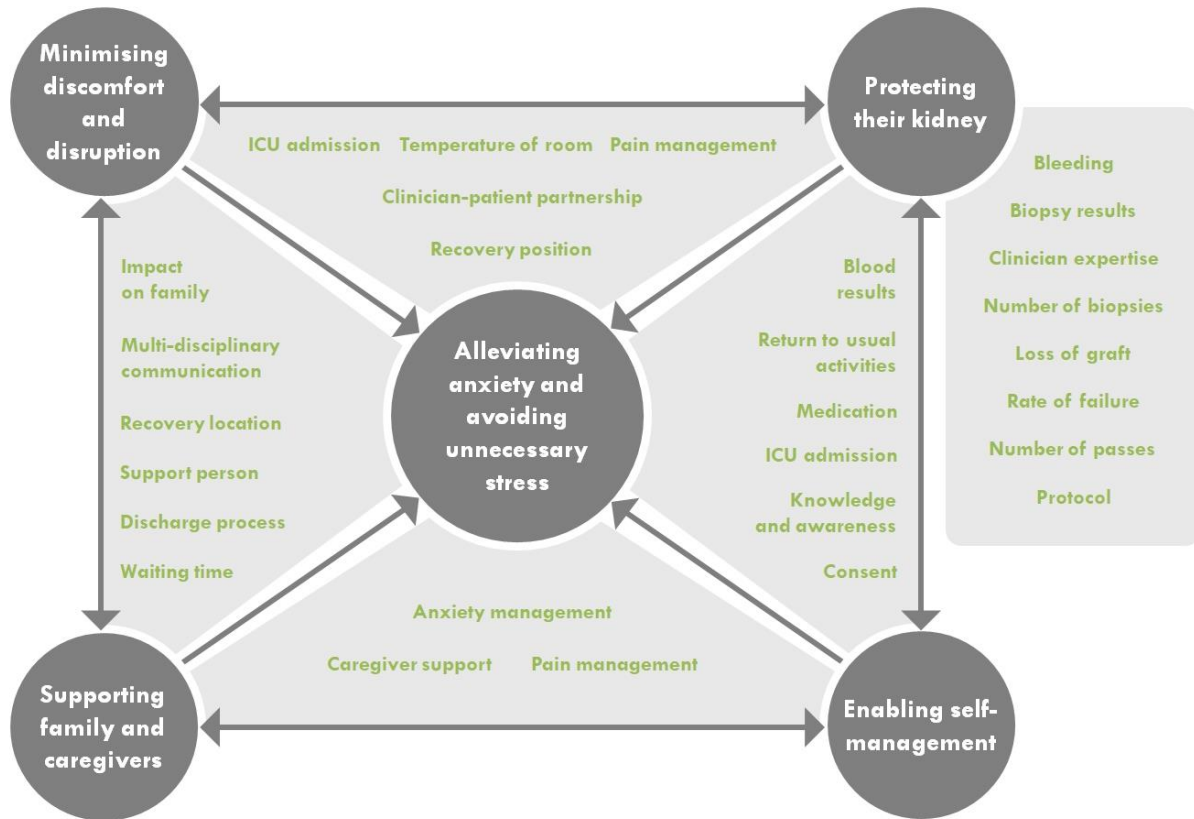 Minimising
discomfort
and
disruption
Protecting
their kidney
ICU admission Temperature of room Pain management
Clinician-patient partnership
Recovery position
Bleeding
Biopsy results
Clinician expertise
Number of biopsies
Loss of graft
Rate of failure
Number of passes
Protocol
Impact
on family
Multi-disciplinary
communication
Recovery location
Support person
Discharge process
Waiting time
Alleviating
anxiety and
avoiding
unnecessary
stress
Blood
results
Return to usual
activities
Medication
ICU admission
Knowledge
and awareness
Consent
Anxiety management
Caregiver support Pain management
Supporting
family and
caregivers
Enabling self-
management